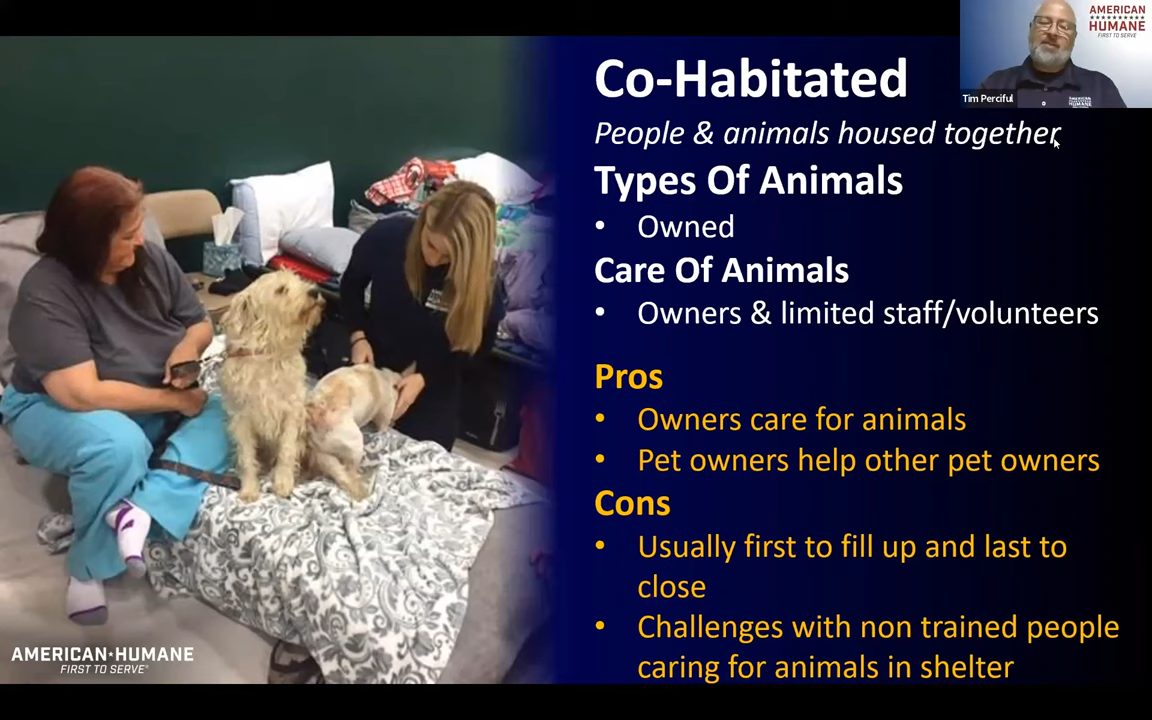 AMERICAN
HUMANE
FIRST TO SERVE
Tim Perciful
Co-Habitated
People & animals housed together
Types Of Animals
• Owned
Care Of Animals
• Owners & limited staff/volunteers
Pros
• Owners care for animals
• Pet owners help other pet owners
Cons
• Usually first to fill up and last to
close
• Challenges with non trained people
caring for animals in shelter
AMERICAN★HUMANE
FIRST TO SERVE®